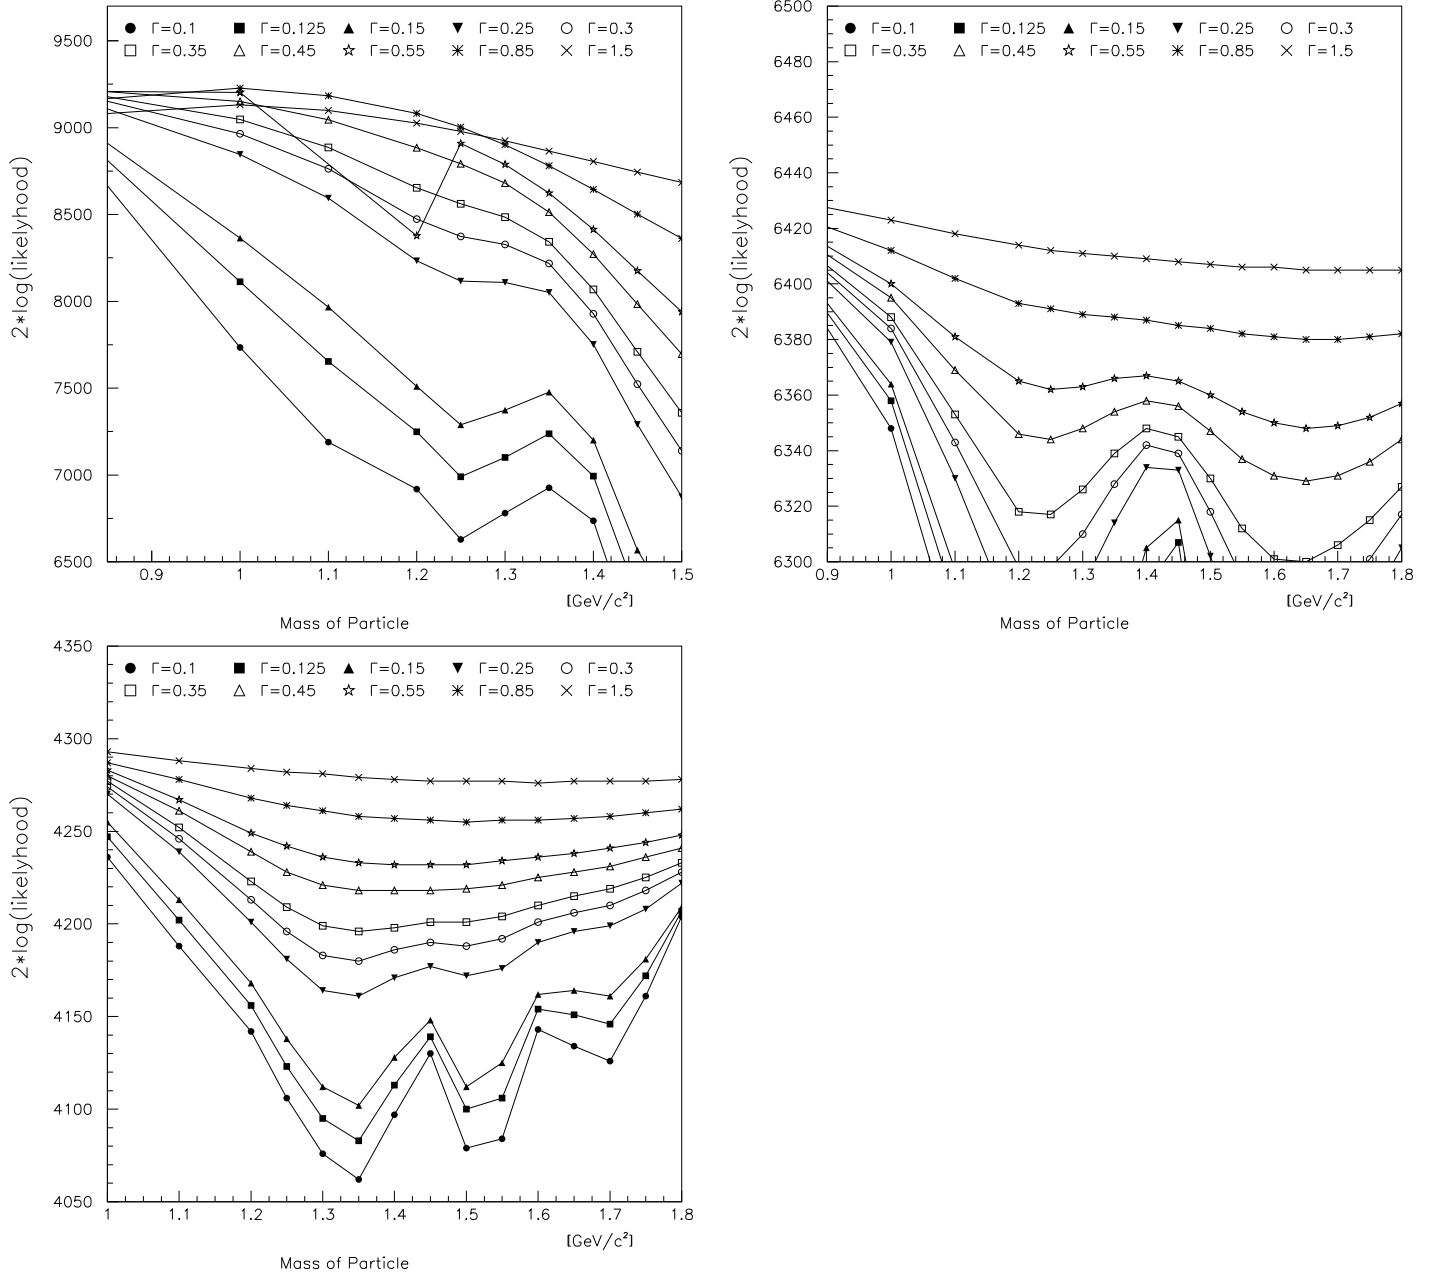 9500
9000
8500
8000
7500
7000
6500
2*log(likelyhood)
Γ=0.1 Γ=0.125 Γ=0.15 Γ=0.25 Γ=0.3
Γ=0.35 Γ=0.45 Γ=0.55 Γ=0.85 Γ=1.5
0.9 1 1.1 1.2 1.3 1.4 1.5
[GeV/c²]
Mass of Particle
6500
6480
6460
6440
6420
6400
6380
6360
6340
6320
6300
2*log(likelyhood)
Γ=0.1 Γ=0.125 Γ=0.15 Γ=0.25 Γ=0.3
Γ=0.35 Γ=0.45 Γ=0.55 Γ=0.85 Γ=1.5
0.9 1 1.1 1.2 1.3 1.4 1.5 1.6 1.7 1.8
[GeV/c²]
Mass of Particle
4350
4300
4250
4200
4150
4100
4050
2*log(likelyhood)
Γ=0.1 Γ=0.125 Γ=0.15 Γ=0.25 Γ=0.3
Γ=0.35 Γ=0.45 Γ=0.55 Γ=0.85 Γ=1.5
1 1.1 1.2 1.3 1.4 1.5 1.6 1.7 1.8
[GeV/c²]
Mass of Particle